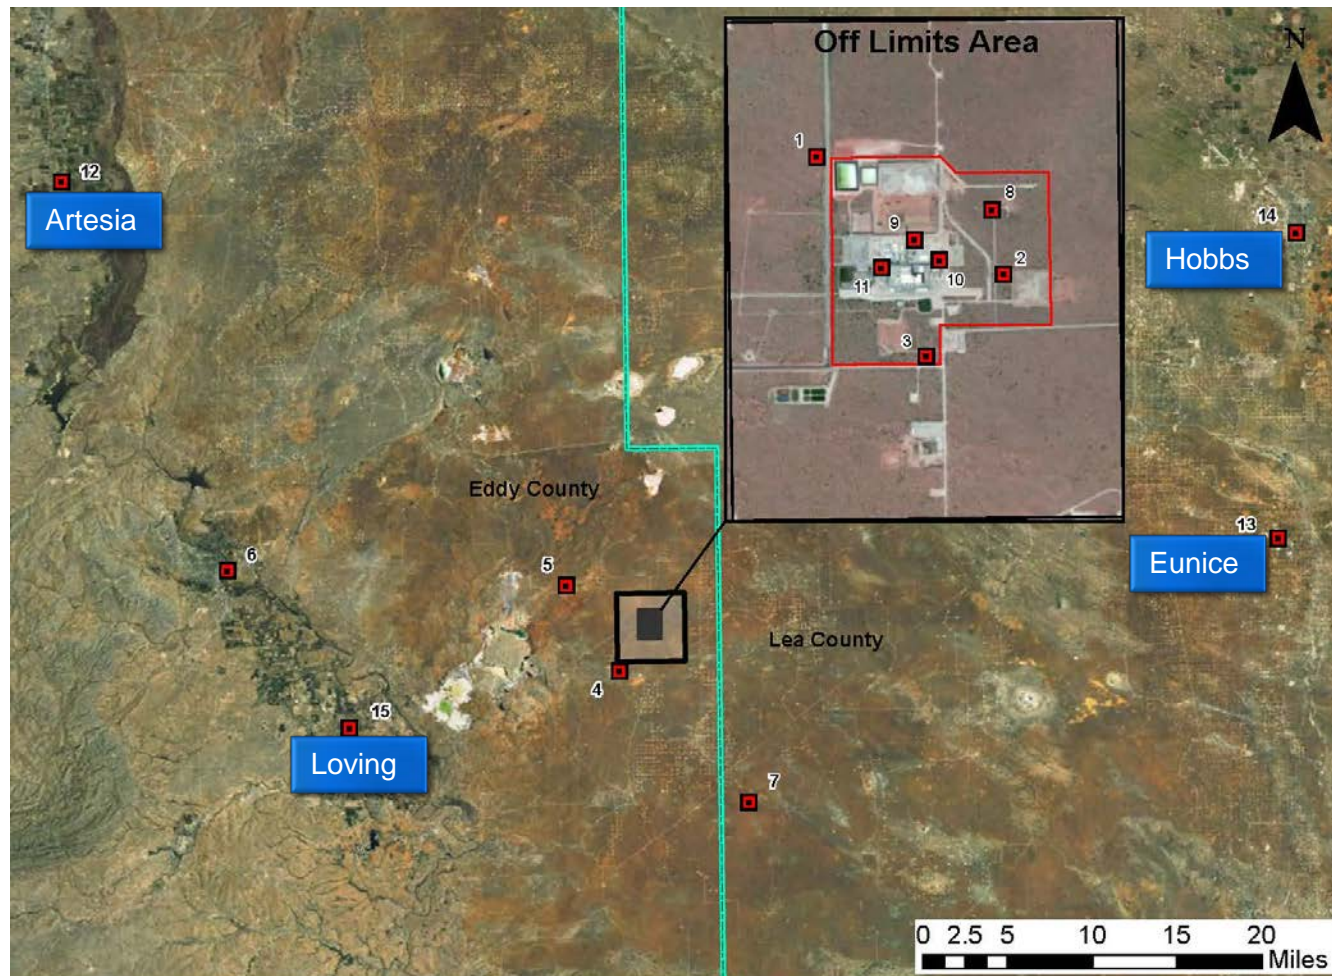 Off Limits Area
N
1
12
Artesia
8
14
9
Hobbs
2
11
10
3
Eddy County
13
6
5
Eunice
Lea County
4
15
Loving
7
0 2.5 5 10 15 20
Miles